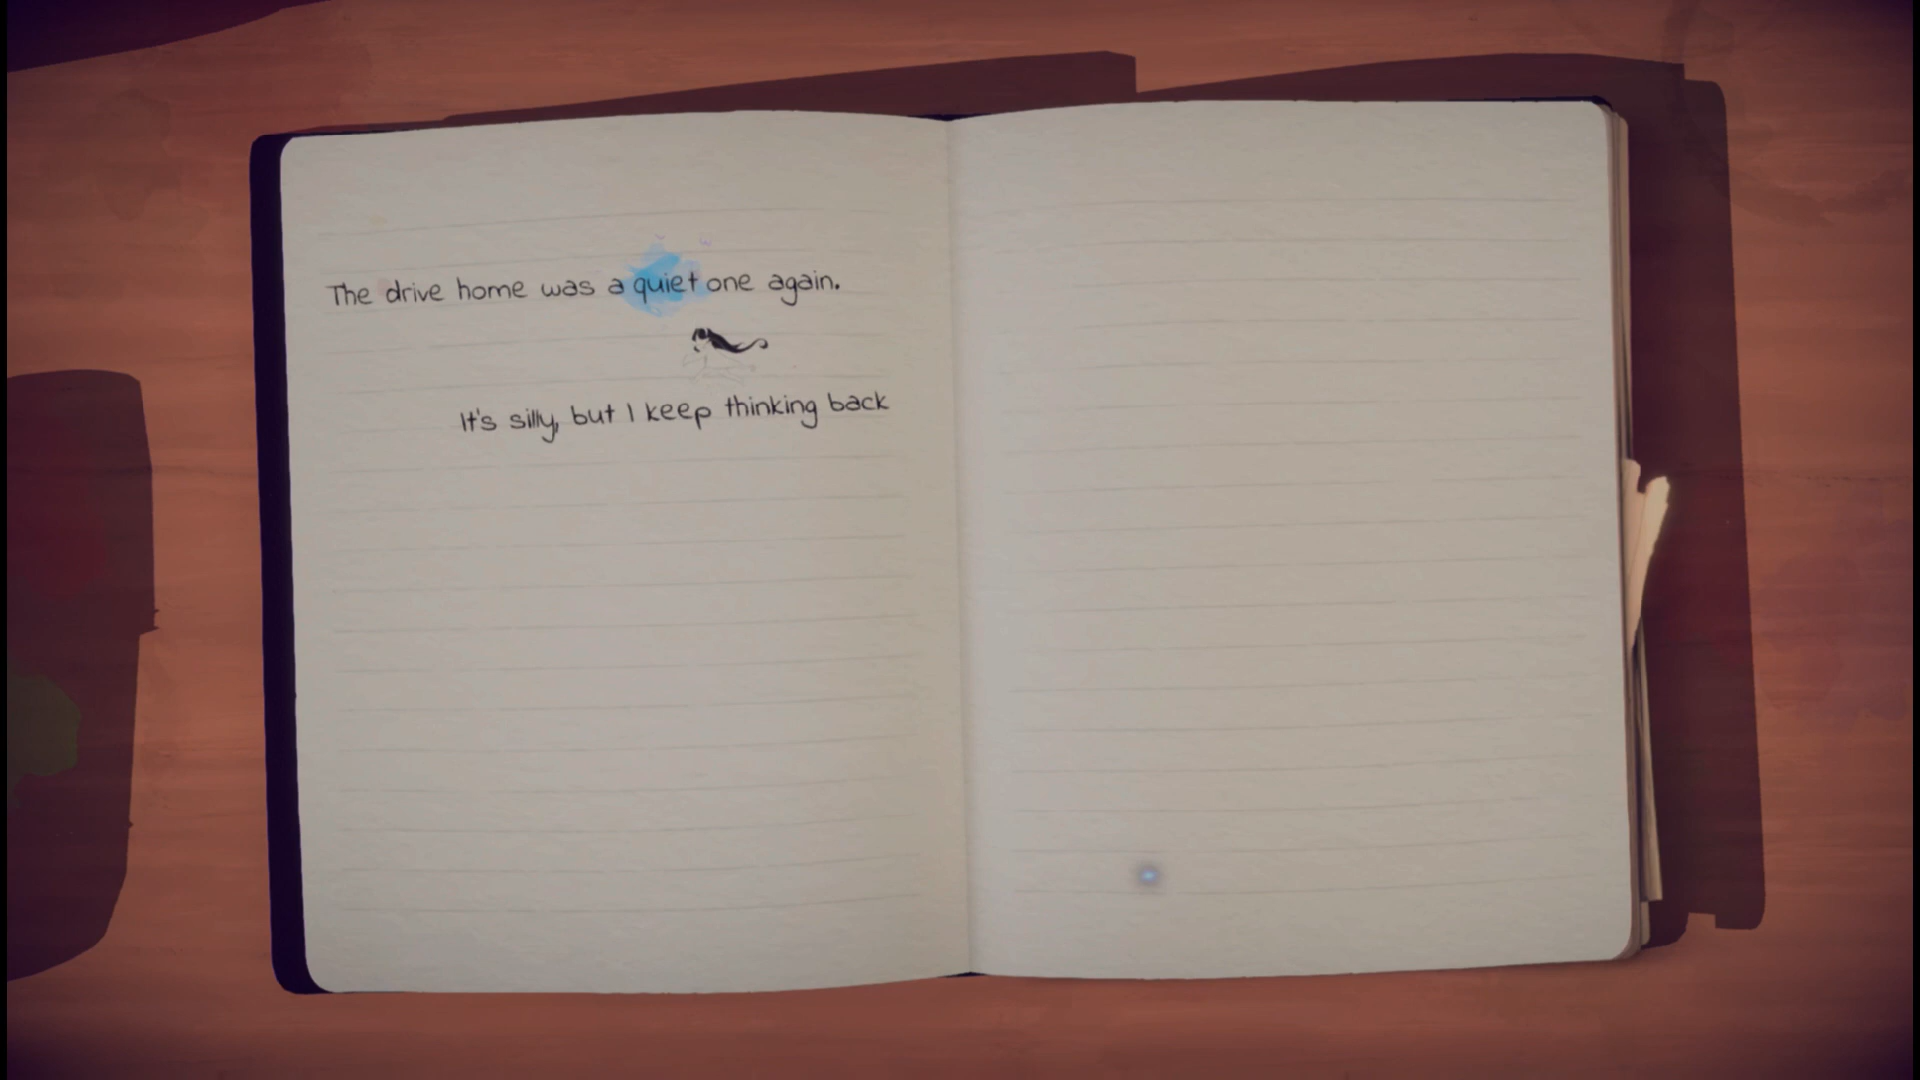 The drive home was a quiet one again.
It's silly, but I keep thinking back